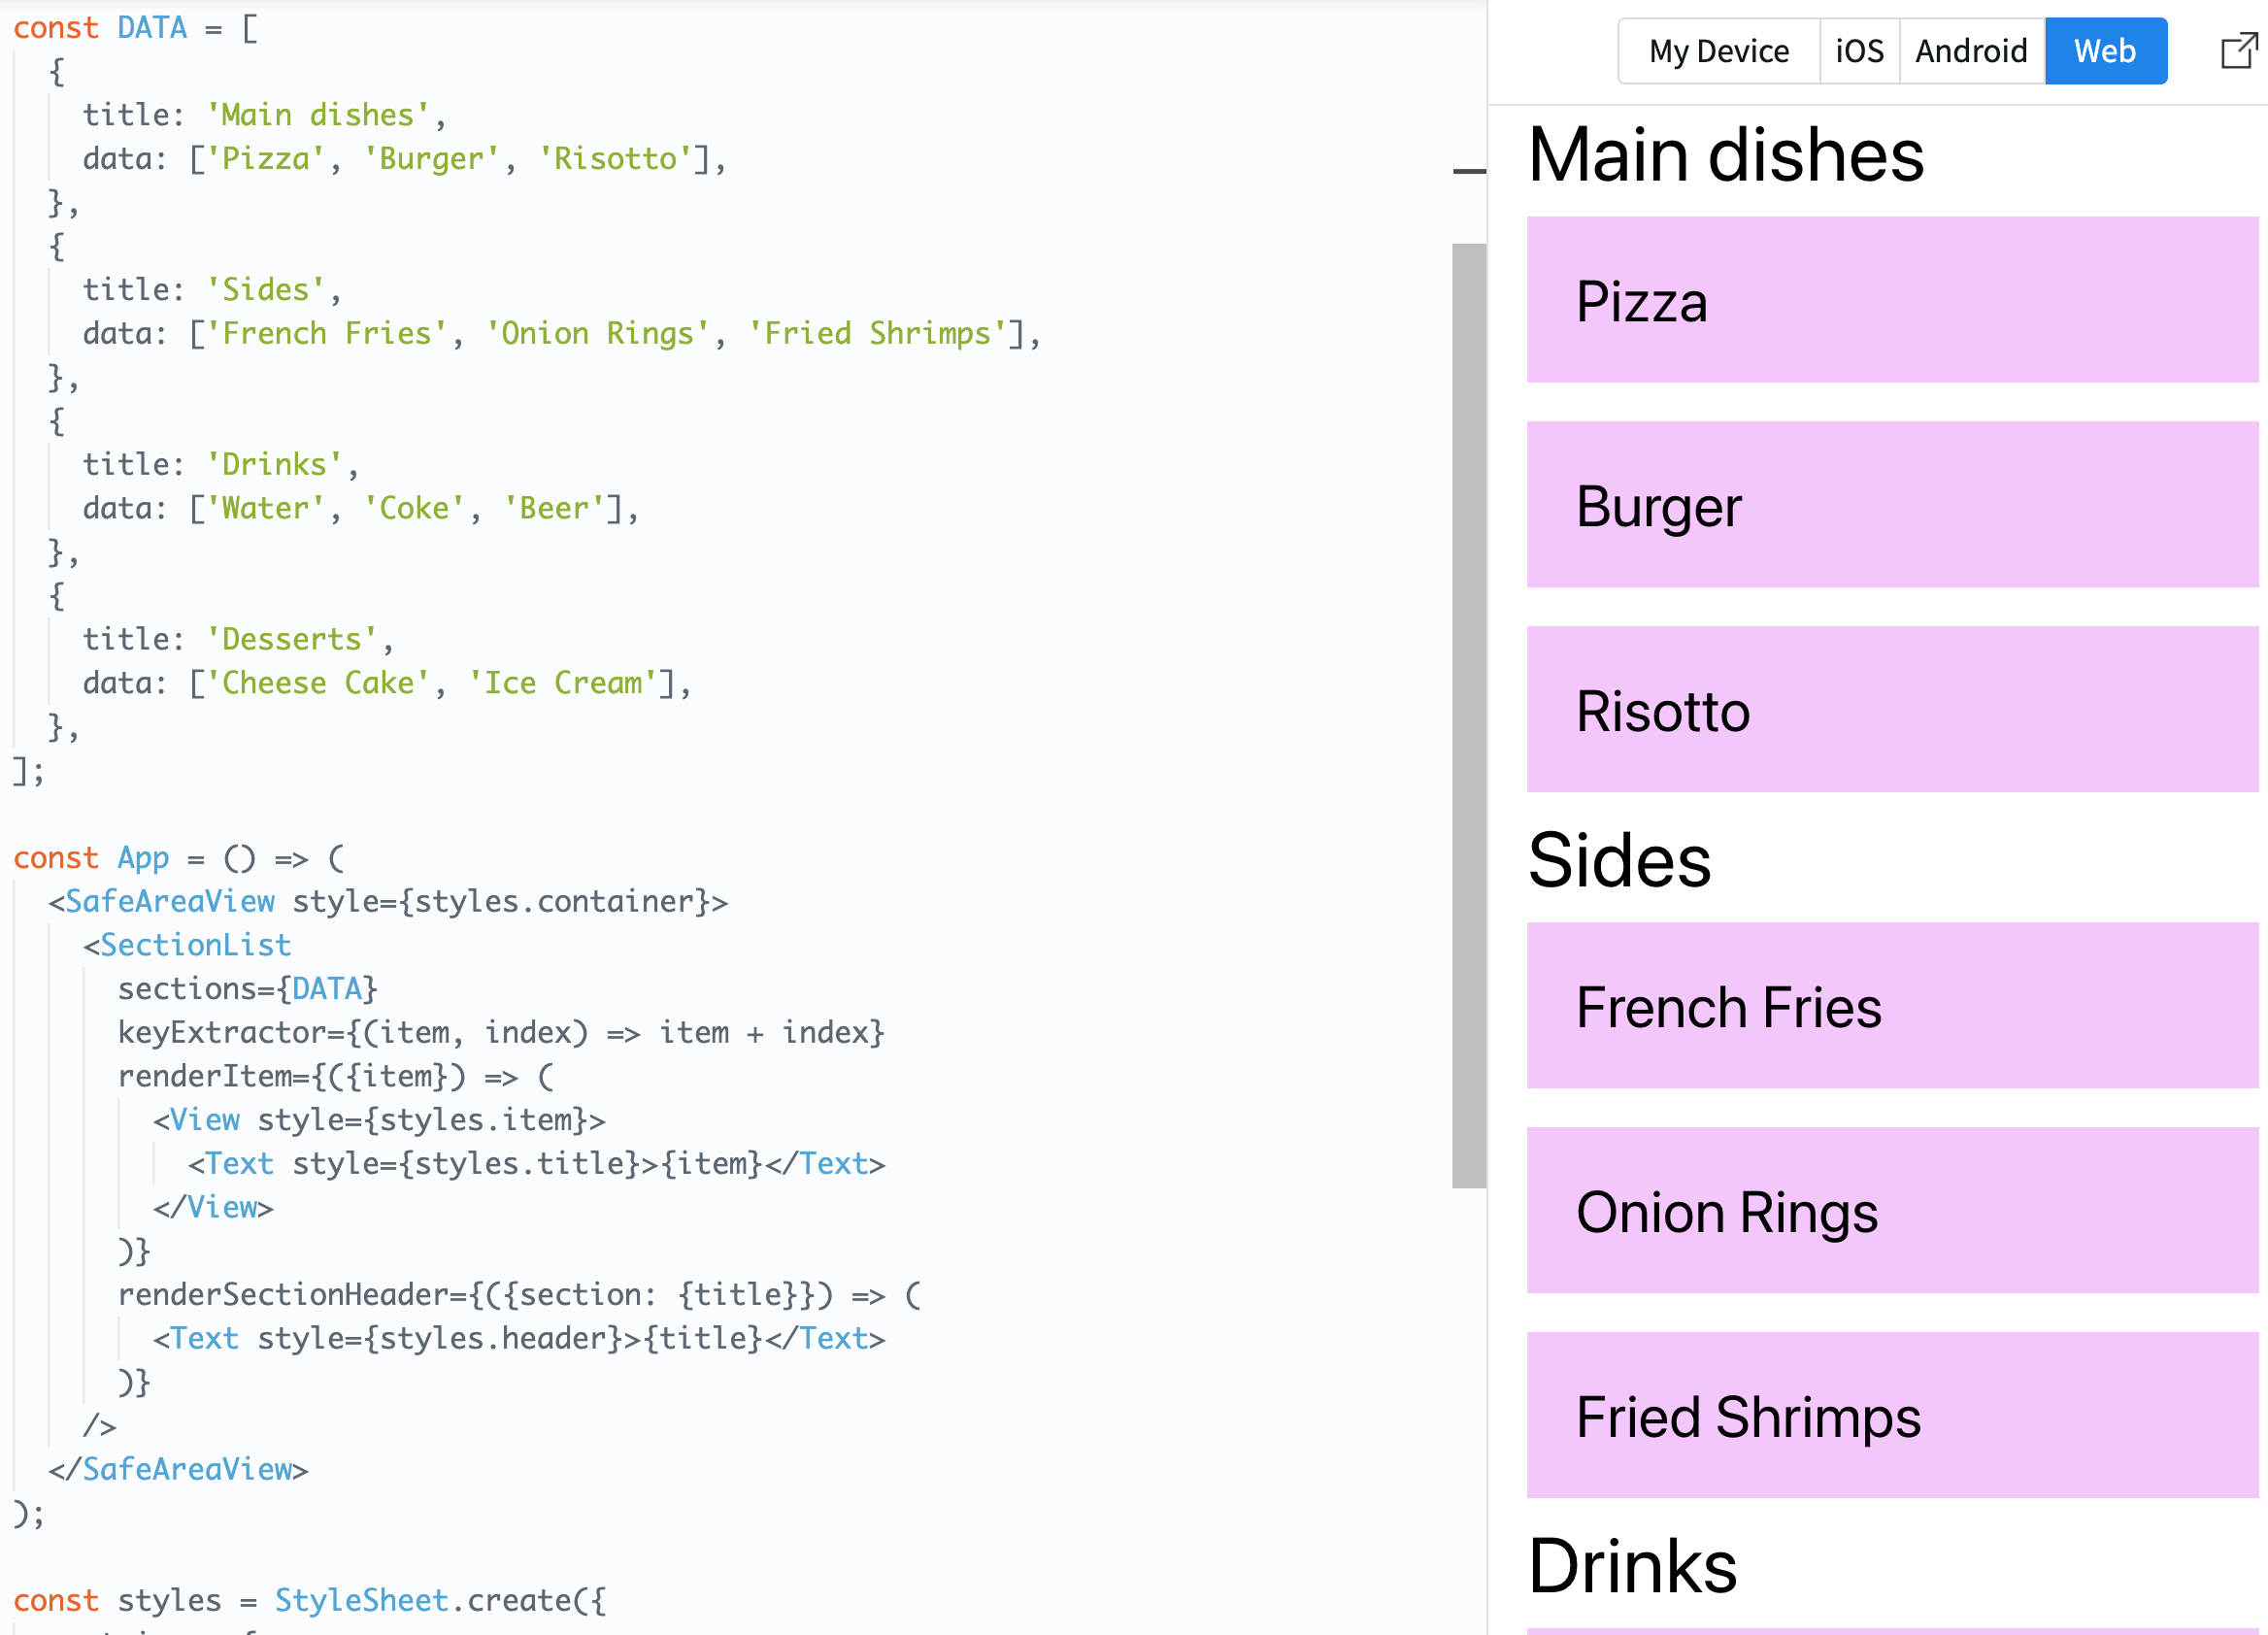 const DATA = [
  {
    title: 'Main dishes',
    data: ['Pizza', 'Burger', 'Risotto'],
  },
  {
    title: 'Sides',
    data: ['French Fries', 'Onion Rings', 'Fried Shrimps'],
  },
  {
    title: 'Drinks',
    data: ['Water', 'Coke', 'Beer'],
  },
  {
    title: 'Desserts',
    data: ['Cheese Cake', 'Ice Cream'],
  },
];

const App = () => (
  <SafeAreaView style={styles.container}>
    <SectionList
      sections={DATA}
      keyExtractor={(item, index) => item + index}
      renderItem={({item}) => (
        <View style={styles.item}>
          <Text style={styles.title}>{item}</Text>
        </View>
      )}
      renderSectionHeader={({section: {title}}) => (
        <Text style={styles.header}>{title}</Text>
      )}
    />
  </SafeAreaView>
);

const styles = StyleSheet.create({
My Device iOS Android Web
Main dishes
Pizza
Burger
Risotto
Sides
French Fries
Onion Rings
Fried Shrimps
Drinks